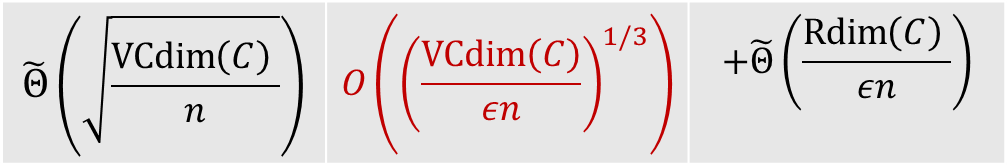 Θ̃(√(VCdim(C)/n))
O((VCdim(C)/ϵn)^{1/3})
+Θ̃(Rdim(C)/ϵn)